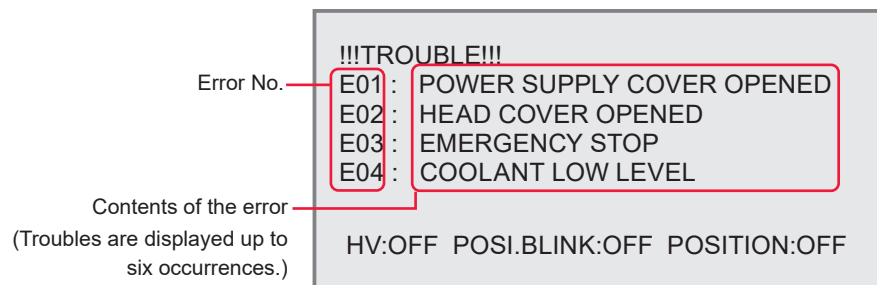 !!!TROUBLE!!!
Error No.
E01 : POWER SUPPLY COVER OPENED
E02 : HEAD COVER OPENED
E03 : EMERGENCY STOP
E04 : COOLANT LOW LEVEL
Contents of the error
(Troubles are displayed up to
six occurrences.)
HV:OFF POSI.BLINK:OFF POSITION:OFF